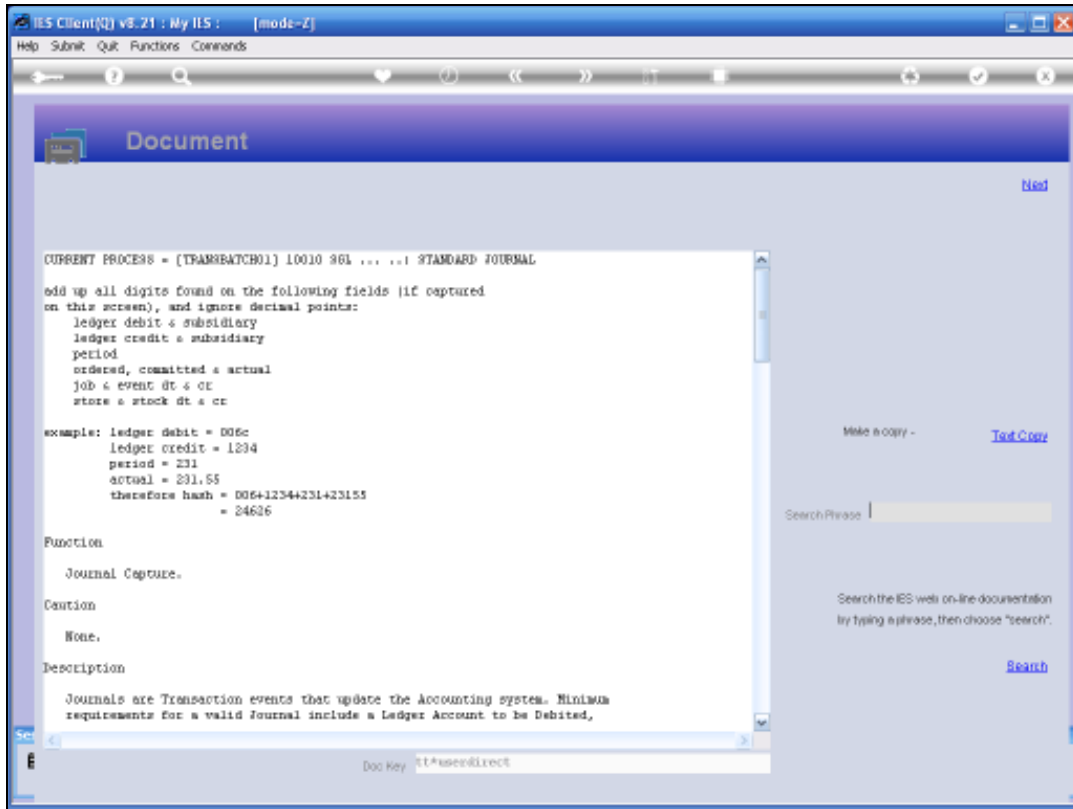 IES Client(Q) v8.21 : My IES : [mode-Z]
Help Submit Quit Functions Commands
Document
Next
CURRENT PROCESS = [TRANSBATCH01] 10010 S61 ... ..| STANDARD JOURNAL
add up all digits found on the following fields (if captured
on this screen), and ignore decimal points:
ledger debit & subsidiary
ledger credit & subsidiary
period
ordered, committed & actual
job & event dt & cr
store & stock dt & cr
example: ledger debit = 006c
ledger credit = 1234
period = 231
actual = 231.55
therefore hash = 006+1234+231+23155
= 24626
Function
Journal Capture.
Caution
None.
Description
Journals are Transaction events that update the Accounting system. Minimum
requirements for a valid Journal include a Ledger Account to be Debited,
Make a copy -
Text Copy
Search Phrase
Search the IES web on-line documentation
by typing a phrase, then choose "search".
Search
Doc Key tt*userdirect